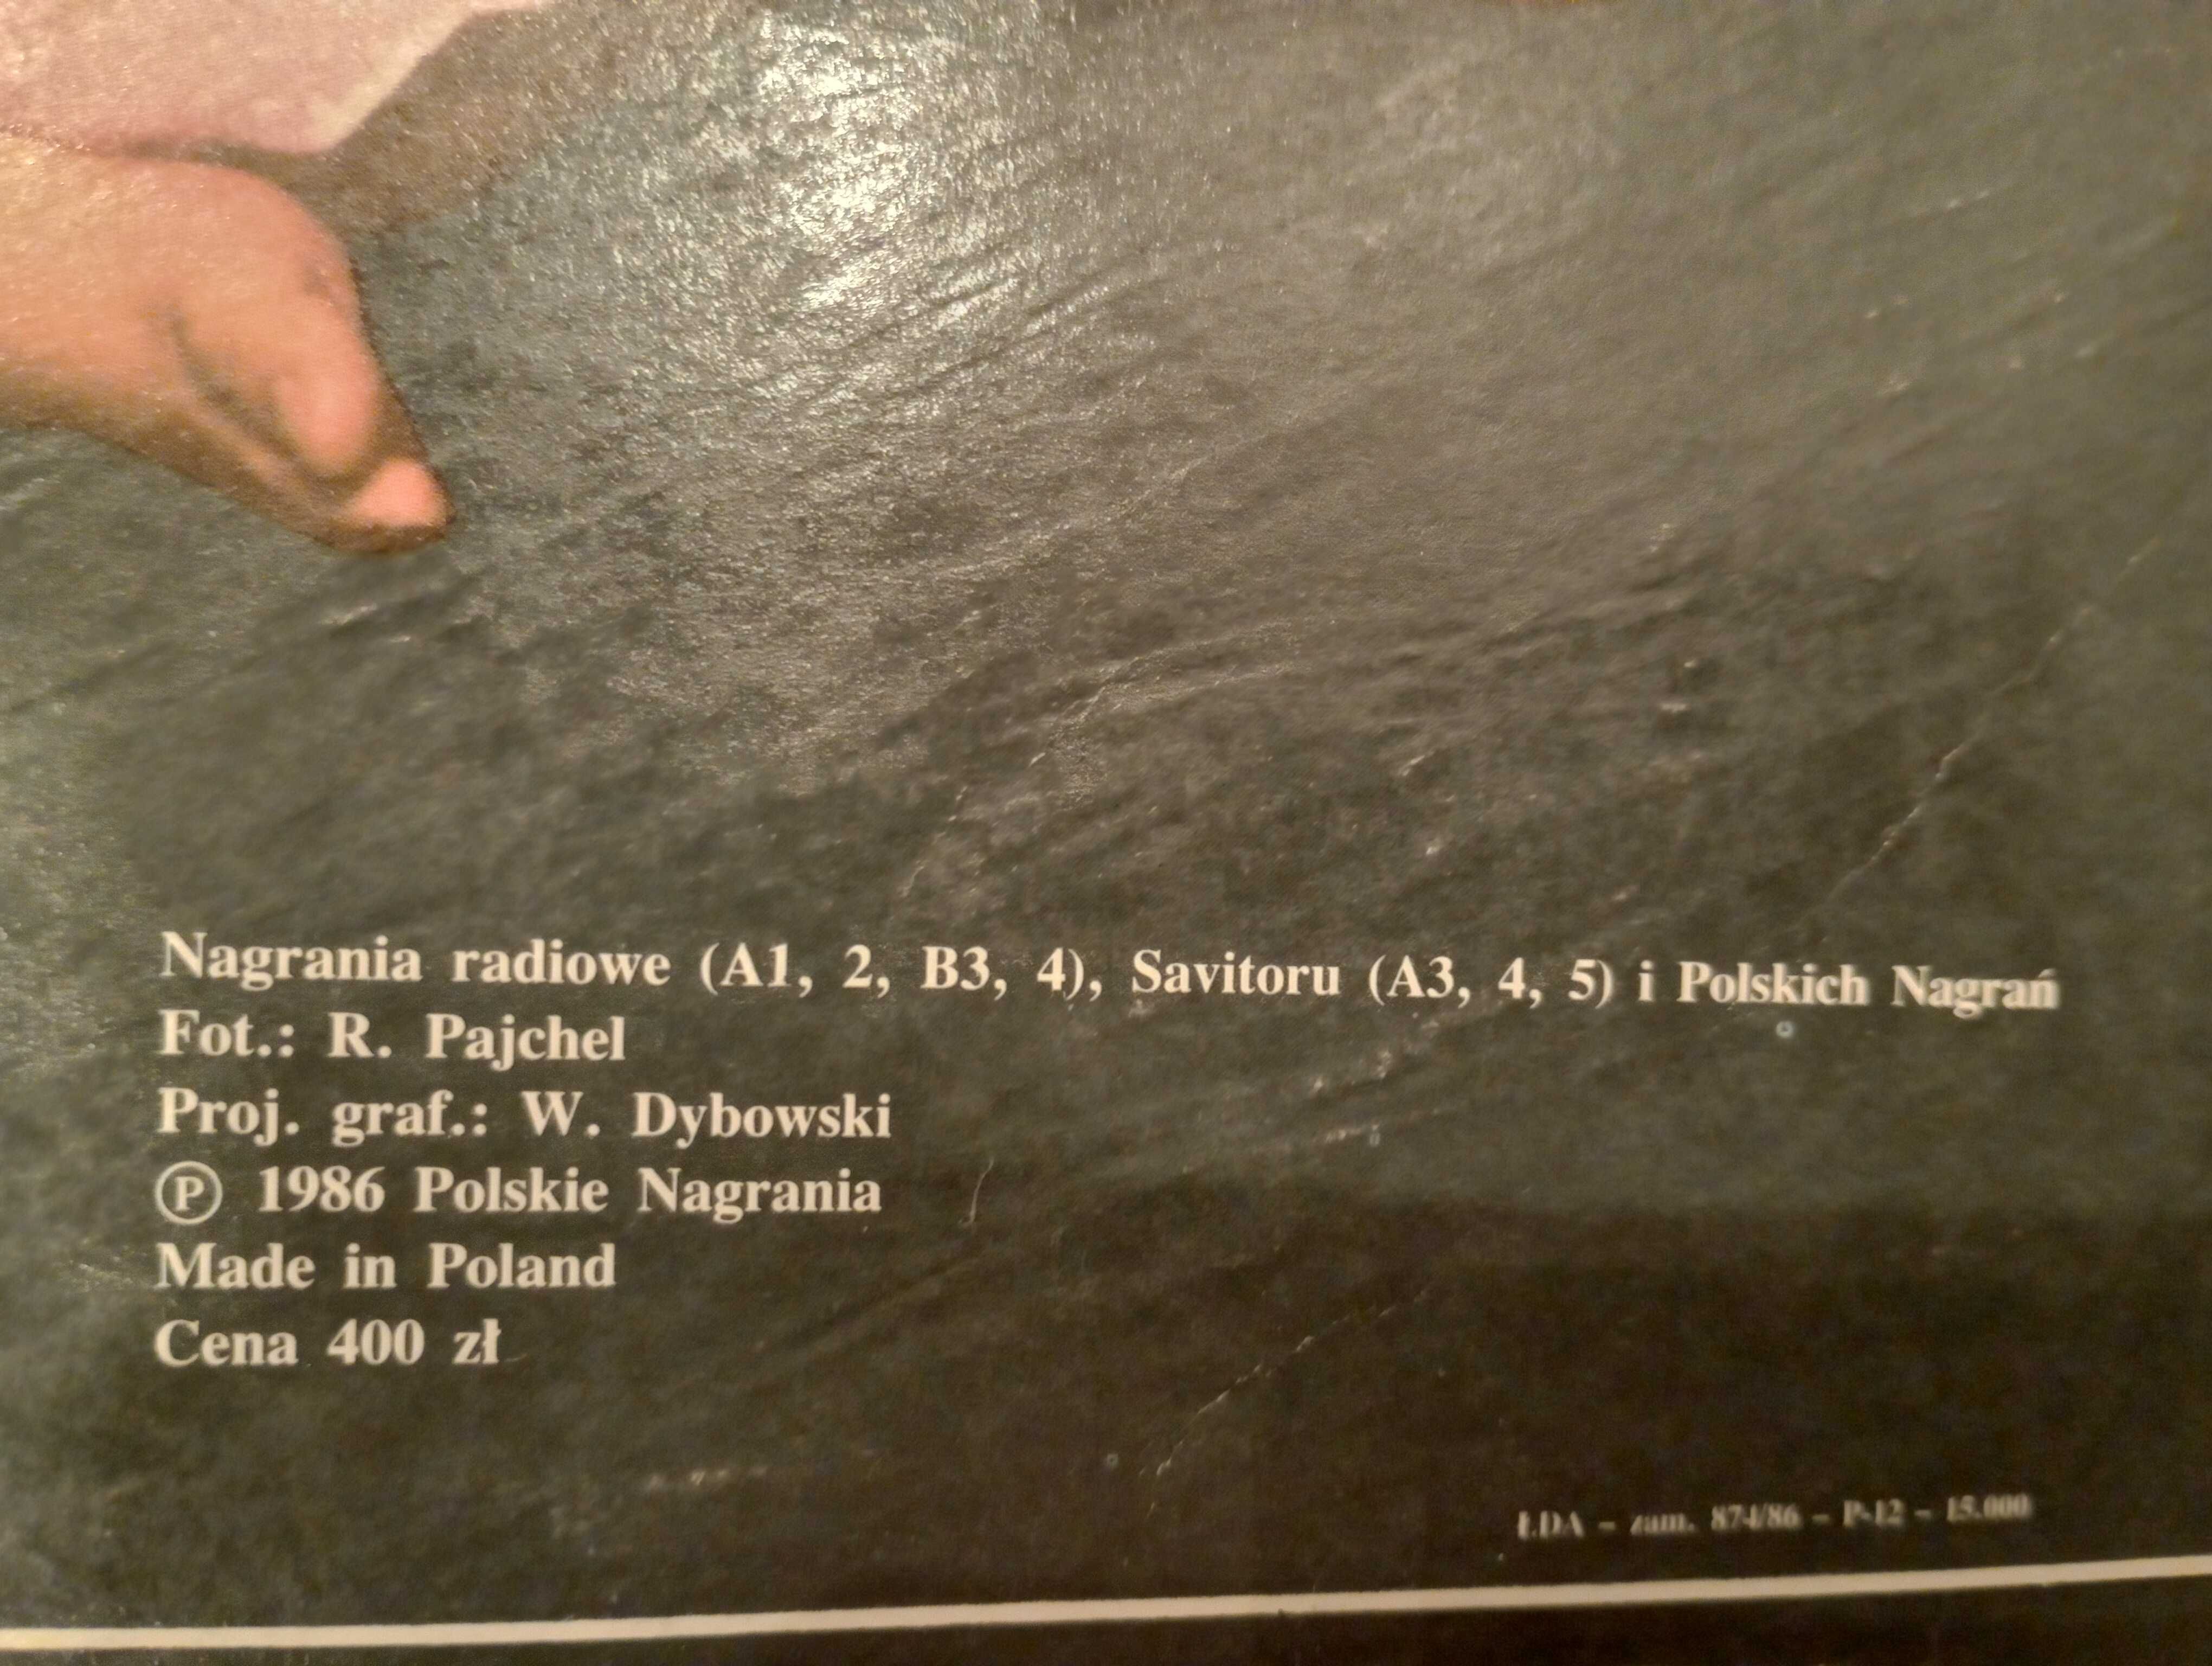 Nagrania radiowe (A1, 2, B3, 4), Savitoru (A3, 4, 5) i Polskich Nagrań
Fot.: R. Pajchel
Proj. graf.: W. Dybowski
Ⓟ 1986 Polskie Nagrania
Made in Poland
Cena 400 zł
ŁDA – zam. 874/86 – P-12 – 15.000